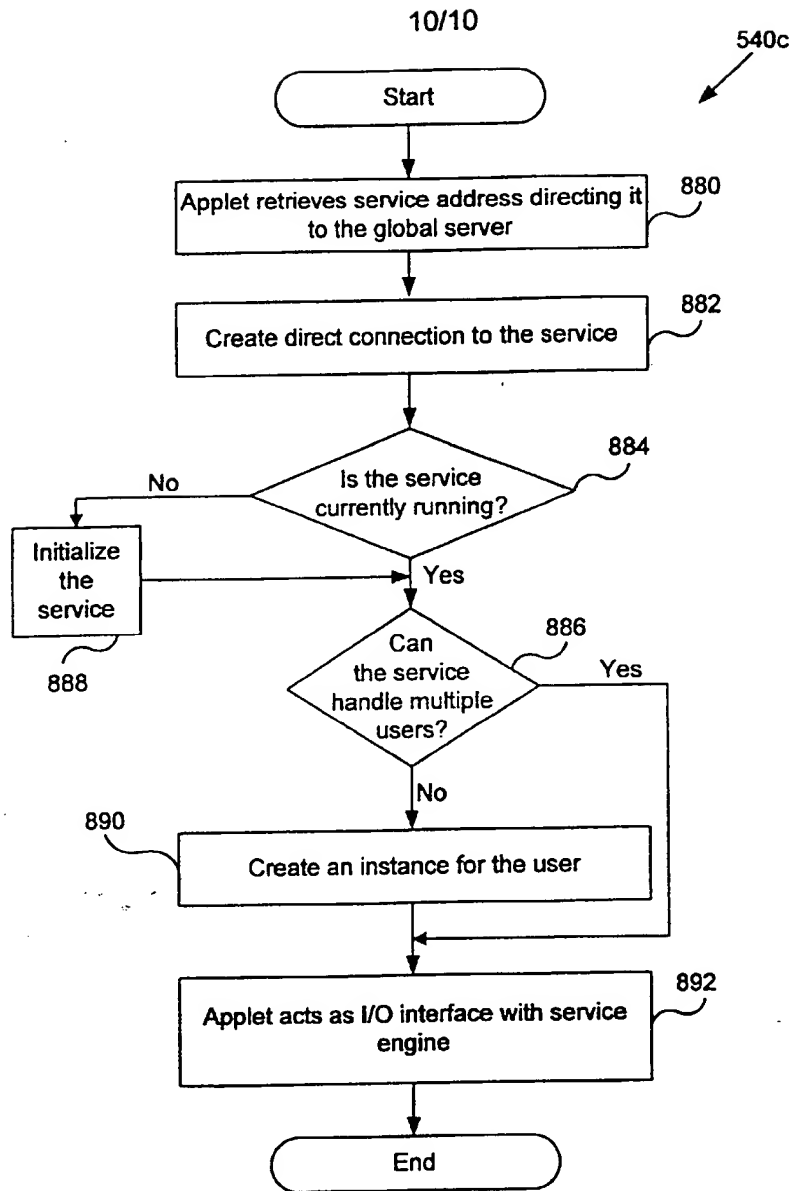 10/10
540c
Start
Applet retrieves service address directing it
to the global server
880
Create direct connection to the service
882
Is the service
currently running?
884
No
Initialize
the
service
888
Yes
Can
the service
handle multiple
users?
886
Yes
No
890
Create an instance for the user
Applet acts as I/O interface with service
engine
892
End